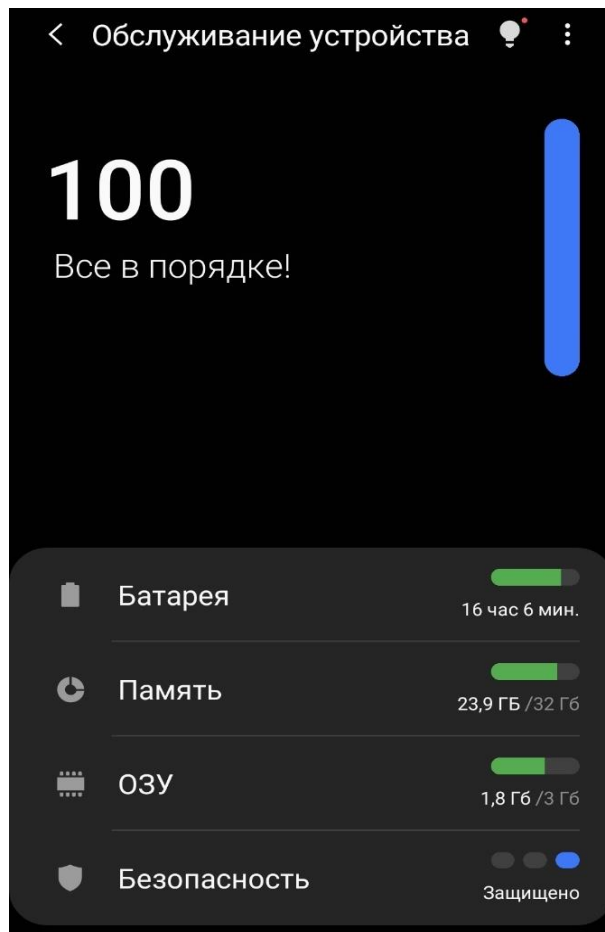 Обслуживание устройства
100
Все в порядке!
Батарея
16 час 6 мин.
Память
23,9 ГБ /32 Гб
ОЗУ
1,8 Гб /3 Гб
Безопасность
Защищено